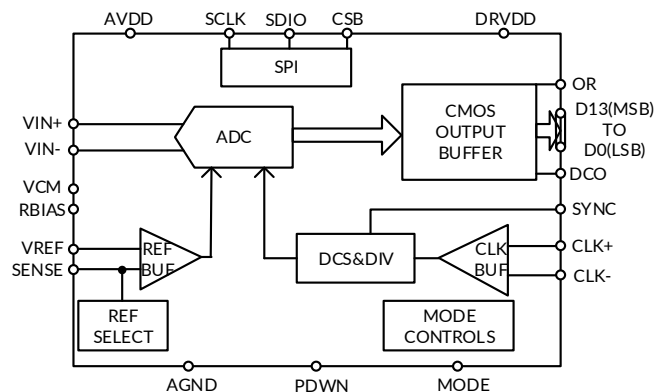 AVDD
SCLK
SDIO
CSB
DRVDD
SPI
OR
VIN+
ADC
CMOS
OUTPUT
BUFFER
D13(MSB)
TO
D0(LSB)
VIN-
DCO
VCM
RBIAS
SYNC
VREF
SENSE
REF
BUF
DCS&DIV
CLK
BUF
CLK+
CLK-
REF
SELECT
MODE
CONTROLS
AGND
PDWN
MODE